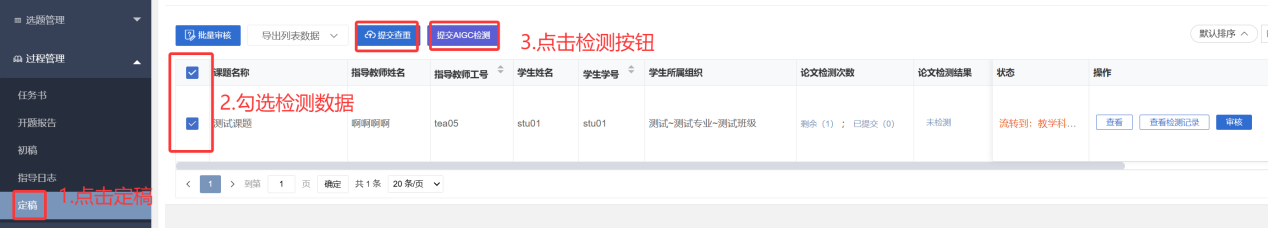 选题管理
过程管理
任务书
开题报告
初稿
指导日志
定稿
1.点击定稿
批量审核 导出列表数据 提交查重 提交AIGC检测 3.点击检测按钮 默认排序
课题名称 指导教师姓名 指导教师工号 学生姓名 学生学号 学生所属组织 论文检测次数 论文检测结果 状态 操作
2.勾选检测数据
测试课题 啊啊啊啊 tea05 stu01 stu01 测试~测试专业~测试班级 剩余（1）； 已提交（0） 未检测 流转到：教学科... 查看 查看检测记录 审核
1 到第 1 页 确定 共 1 条 20 条/页